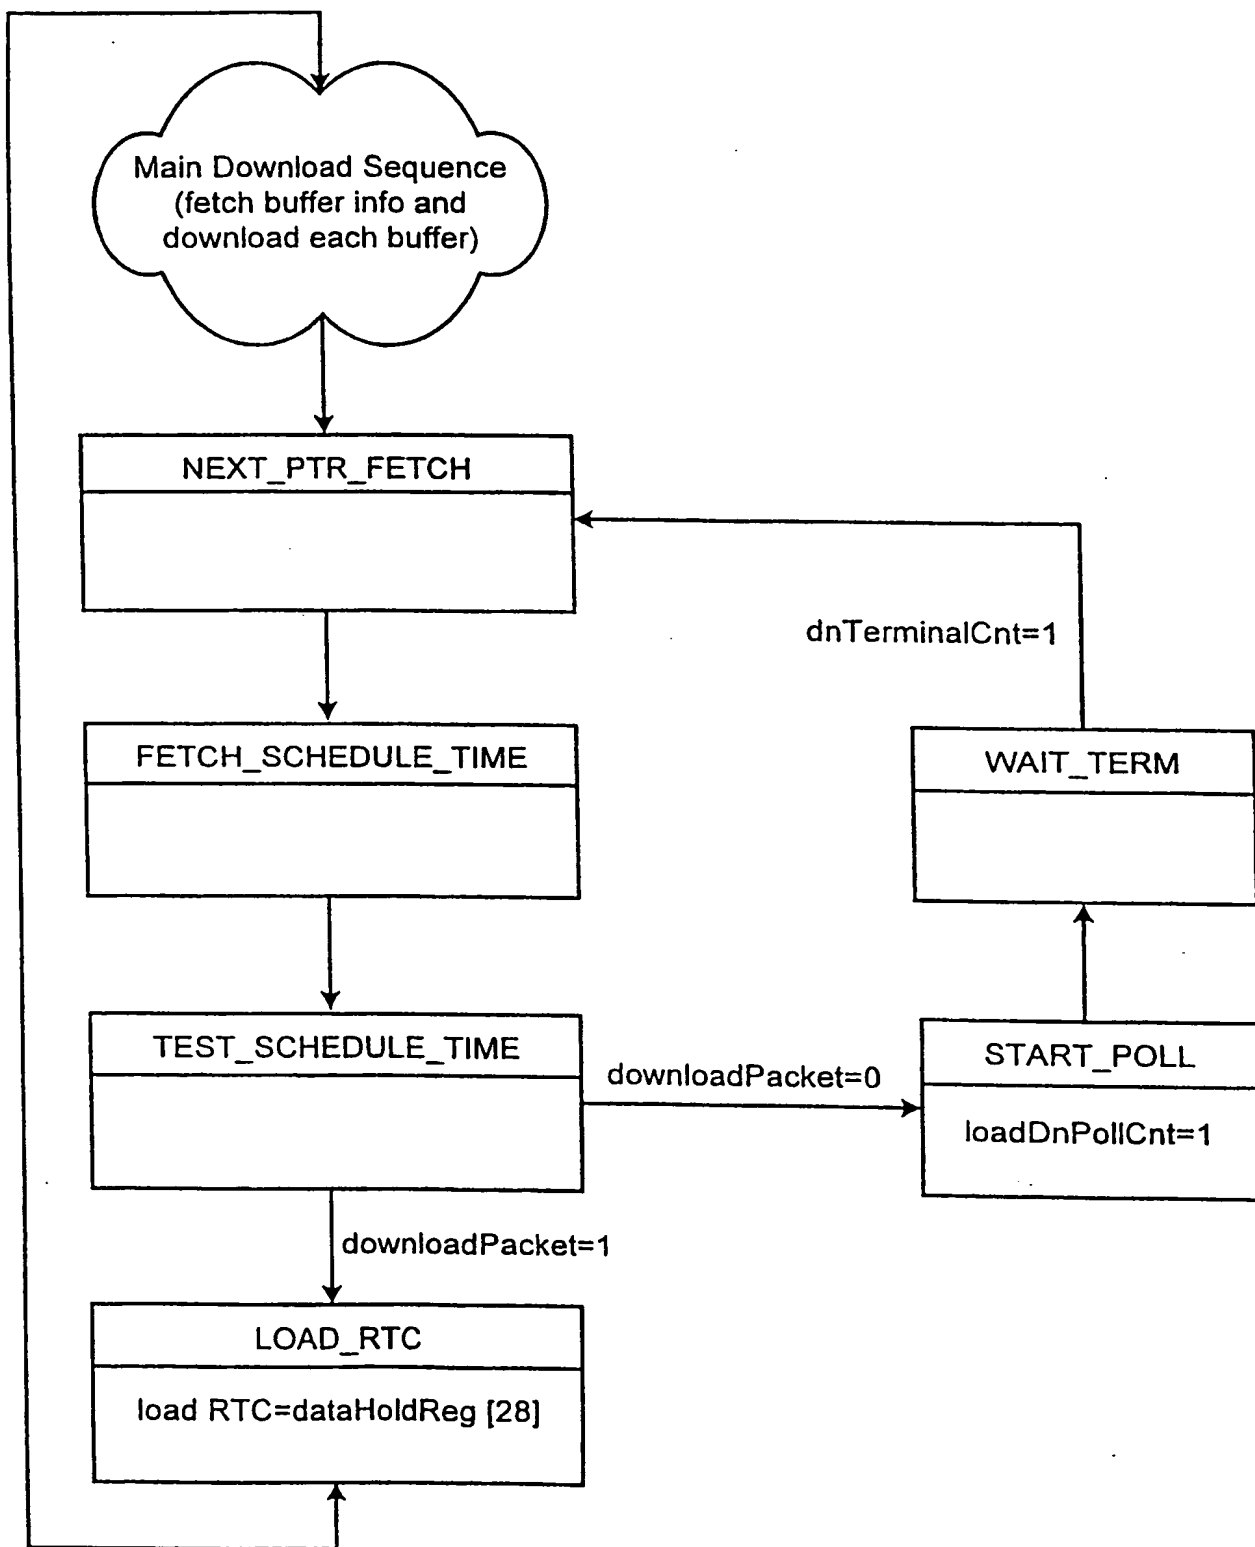 Main Download Sequence
(fetch buffer info and
download each buffer)
NEXT_PTR_FETCH
dnTerminalCnt=1
FETCH_SCHEDULE_TIME
WAIT_TERM
TEST_SCHEDULE_TIME
downloadPacket=0
START_POLL
loadDnPollCnt=1
downloadPacket=1
LOAD_RTC
load RTC=dataHoldReg [28]